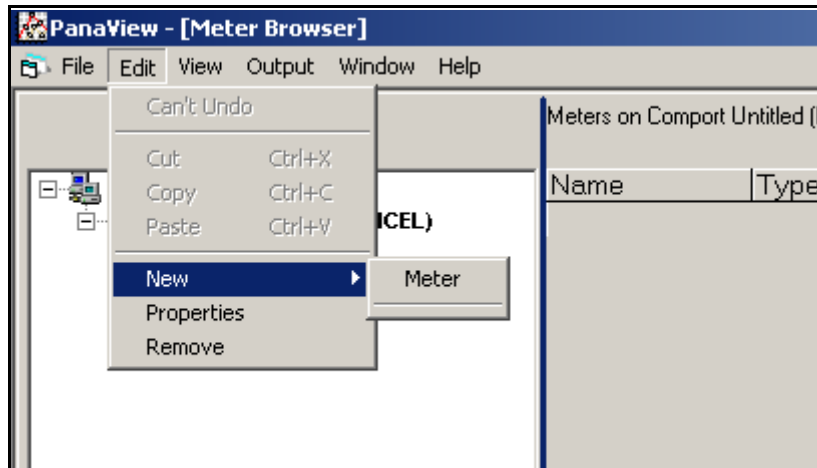 PanaView - [Meter Browser]
File Edit View Output Window Help
Can't Undo
Meters on Comport Untitled (
Cut Ctrl+X
Name Type
Copy Ctrl+C
Paste Ctrl+V
ICEL)
New
Meter
Properties
Remove